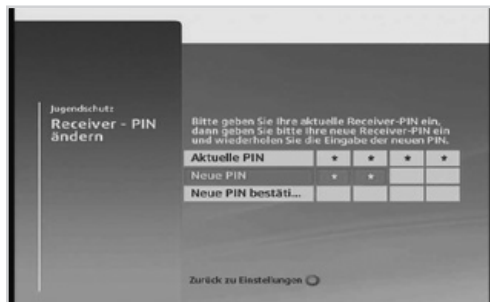 Jugendschutz
Receiver - PIN
ändern
Bitte geben Sie Ihre aktuelle Receiver-PIN ein,
dann geben Sie bitte Ihre neue Receiver-PIN ein
und wiederholen Sie die Eingabe der neuen PIN.
Aktuelle PIN * * * *
Neue PIN * *
Neue PIN bestäti...
Zurück zu Einstellungen